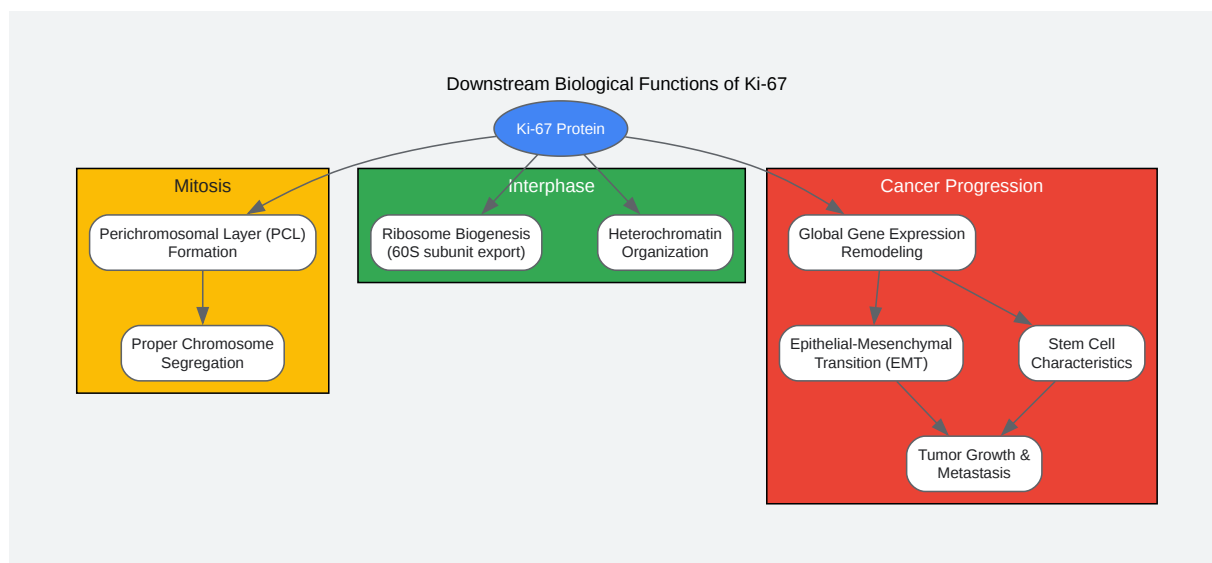 Downstream Biological Functions of Ki-67
Ki-67 Protein
Mitosis
Perichromosomal Layer (PCL)
Formation
Proper Chromosome
Segregation
Interphase
Ribosome Biogenesis
(60S subunit export)
Heterochromatin
Organization
Cancer Progression
Global Gene Expression
Remodeling
Epithelial-Mesenchymal
Transition (EMT)
Stem Cell
Characteristics
Tumor Growth &
Metastasis